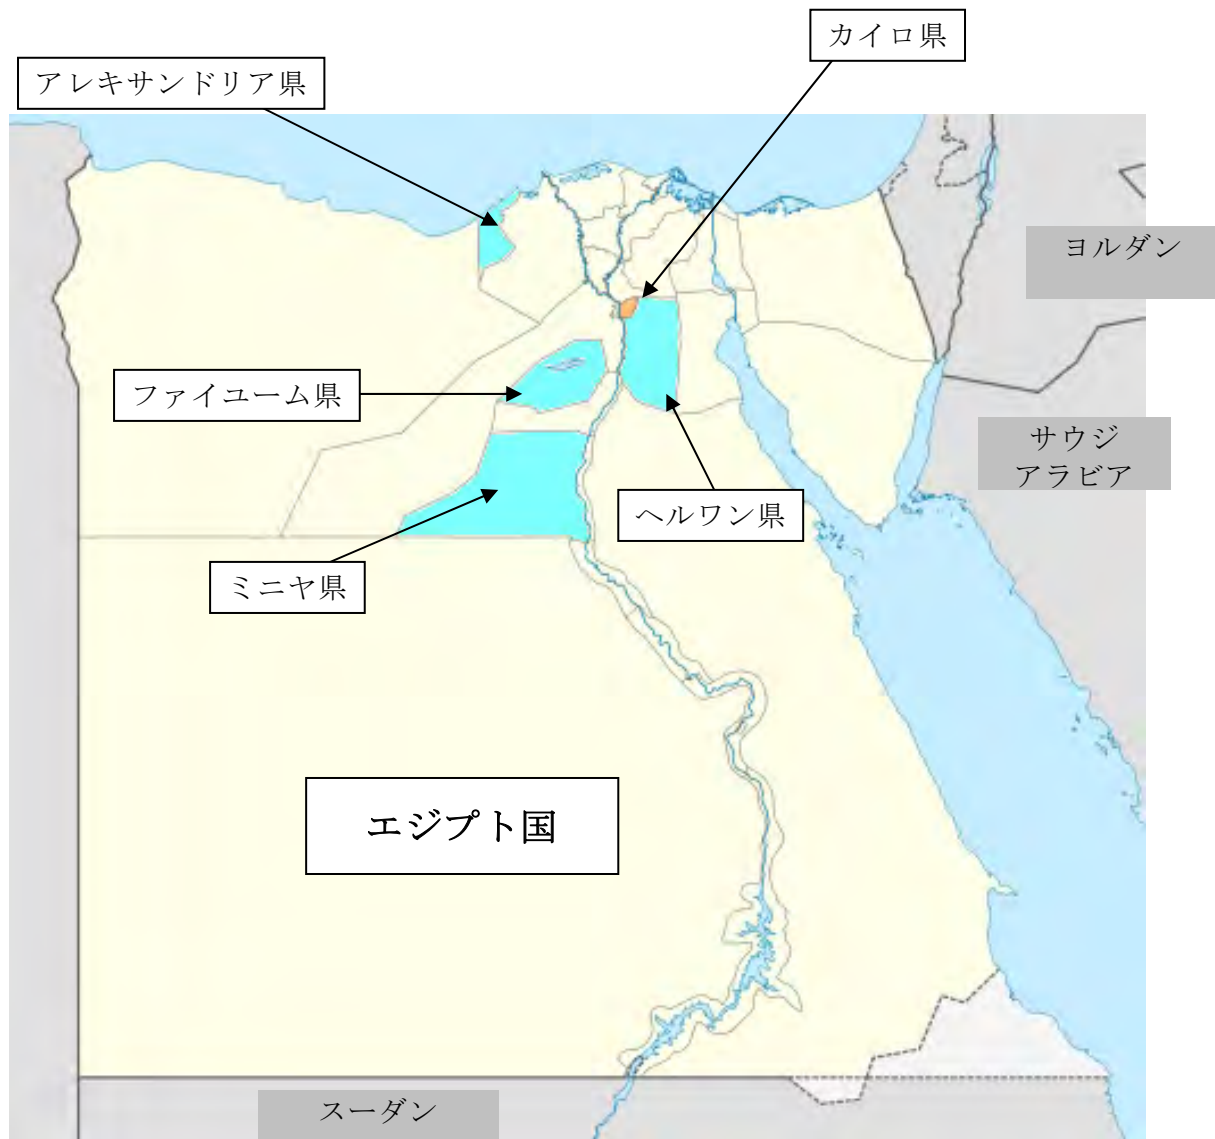 カイロ県
アレキサンドリア県
ヨルダン
ファイユーム県
サウジ
アラビア
ヘルワン県
ミニヤ県
エジプト国
スーダン